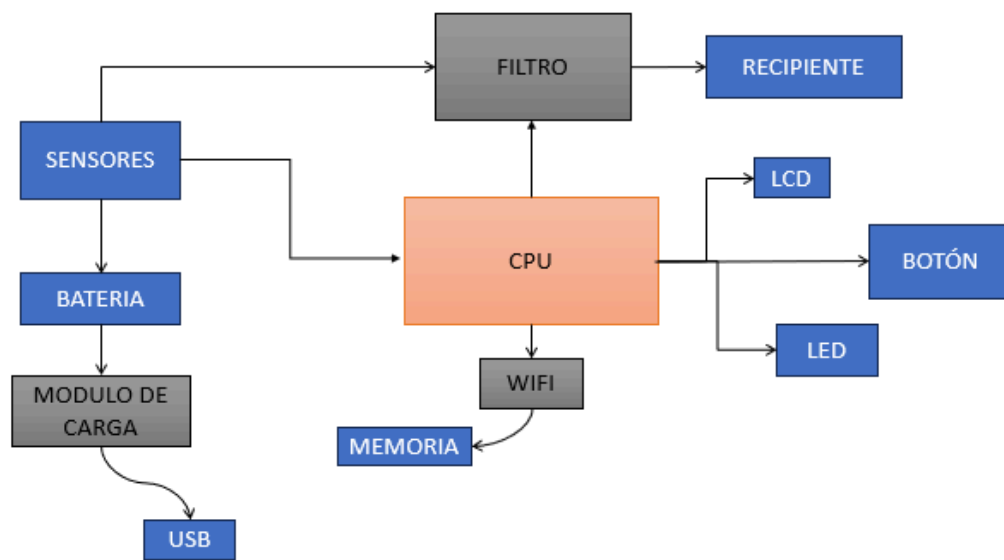 FILTRO
RECIPIENTE
SENSORES
LCD
CPU
BOTÓN
BATERIA
LED
WIFI
MODULO DE
CARGA
MEMORIA
USB